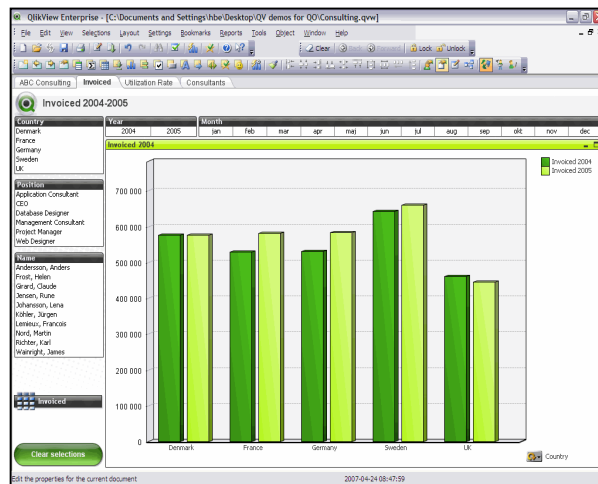 QlikView Enterprise - [C:\Documents and Settings\hbe\Desktop\QV demos for QO\Consulting.qvw]
File Edit View Selections Layout Settings Bookmarks Reports Tools Object Window Help
Clear Back Forward Lock Unlock
ABC Consulting Invoiced Utilization Rate Consultants
Invoiced 2004-2005
Country
Denmark
France
Germany
Sweden
UK
Year
2004 2005
Month
jan feb mar apr maj jun jul aug sep okt nov dec
Position
Application Consultant
CEO
Database Designer
Management Consultant
Project Manager
Web Designer
Name
Andersson, Anders
Frost, Helen
Girard, Claude
Jensen, Rune
Johansson, Lena
Köhler, Jürgen
Lemieux, Francois
Nord, Martin
Richter, Karl
Wainright, James
Invoiced
Clear selections
Invoiced 2004
Invoiced 2004
Invoiced 2005
700 000
600 000
500 000
400 000
300 000
200 000
100 000
0
Denmark France Germany Sweden UK
Country
Edit the properties for the current document 2007-04-24 08:47:59